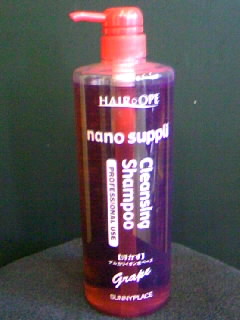 HAIR OPE
nano suppli
Cleansing
Shampoo
PROFESSIONAL USE
Grape
SUNNYPLACE